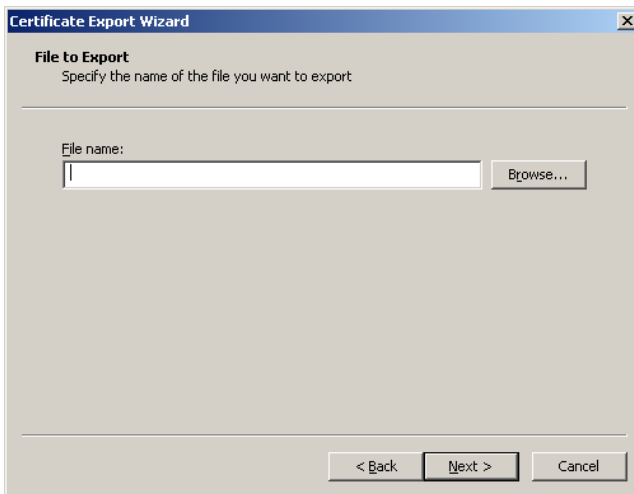 Certificate Export Wizard
File to Export
Specify the name of the file you want to export
File name:
Browse...
< Back
Next >
Cancel